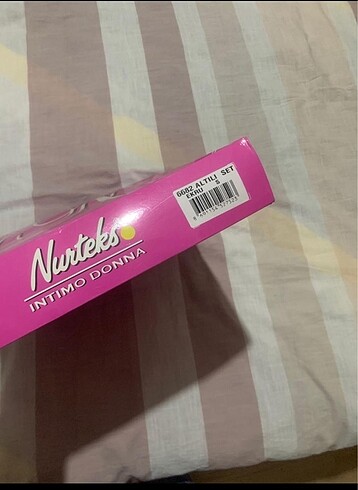 6682 ALTILI SET
EKRU S
Nurteks
INTIMO DONNA